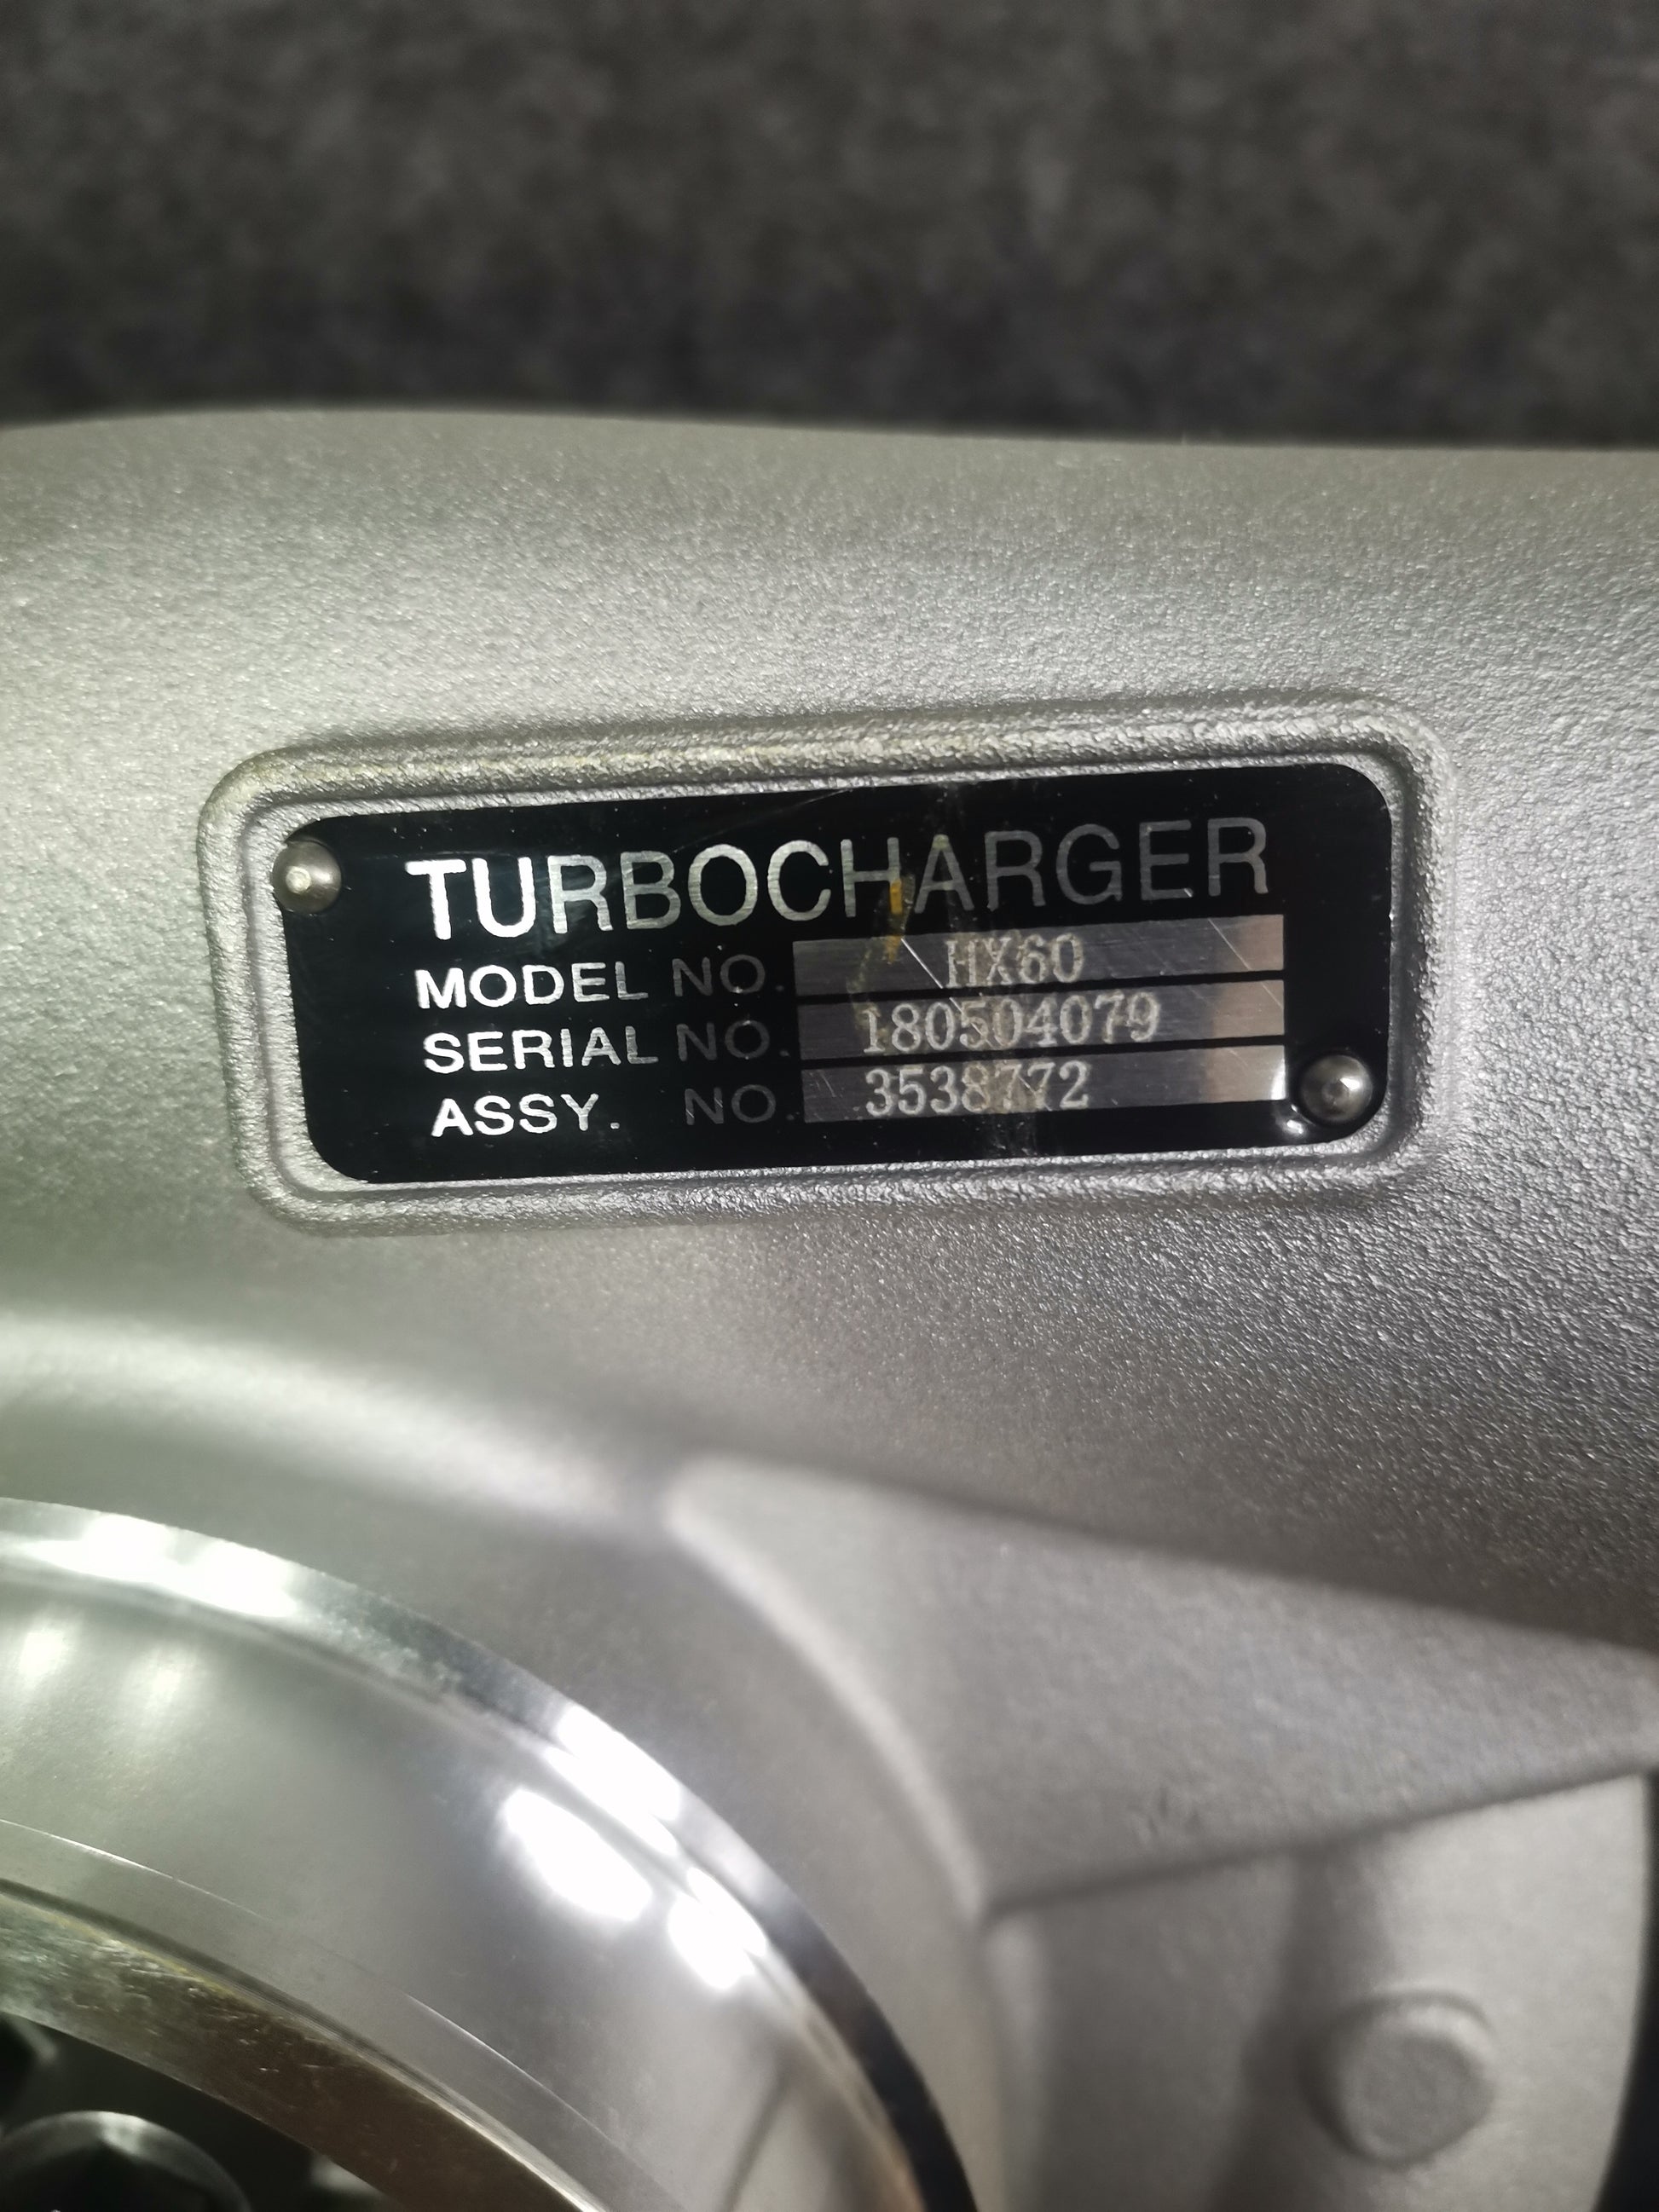 TURBOCHARGER
MODEL NO. HX60
SERIAL NO. 180504079
ASSY. NO. 3538772